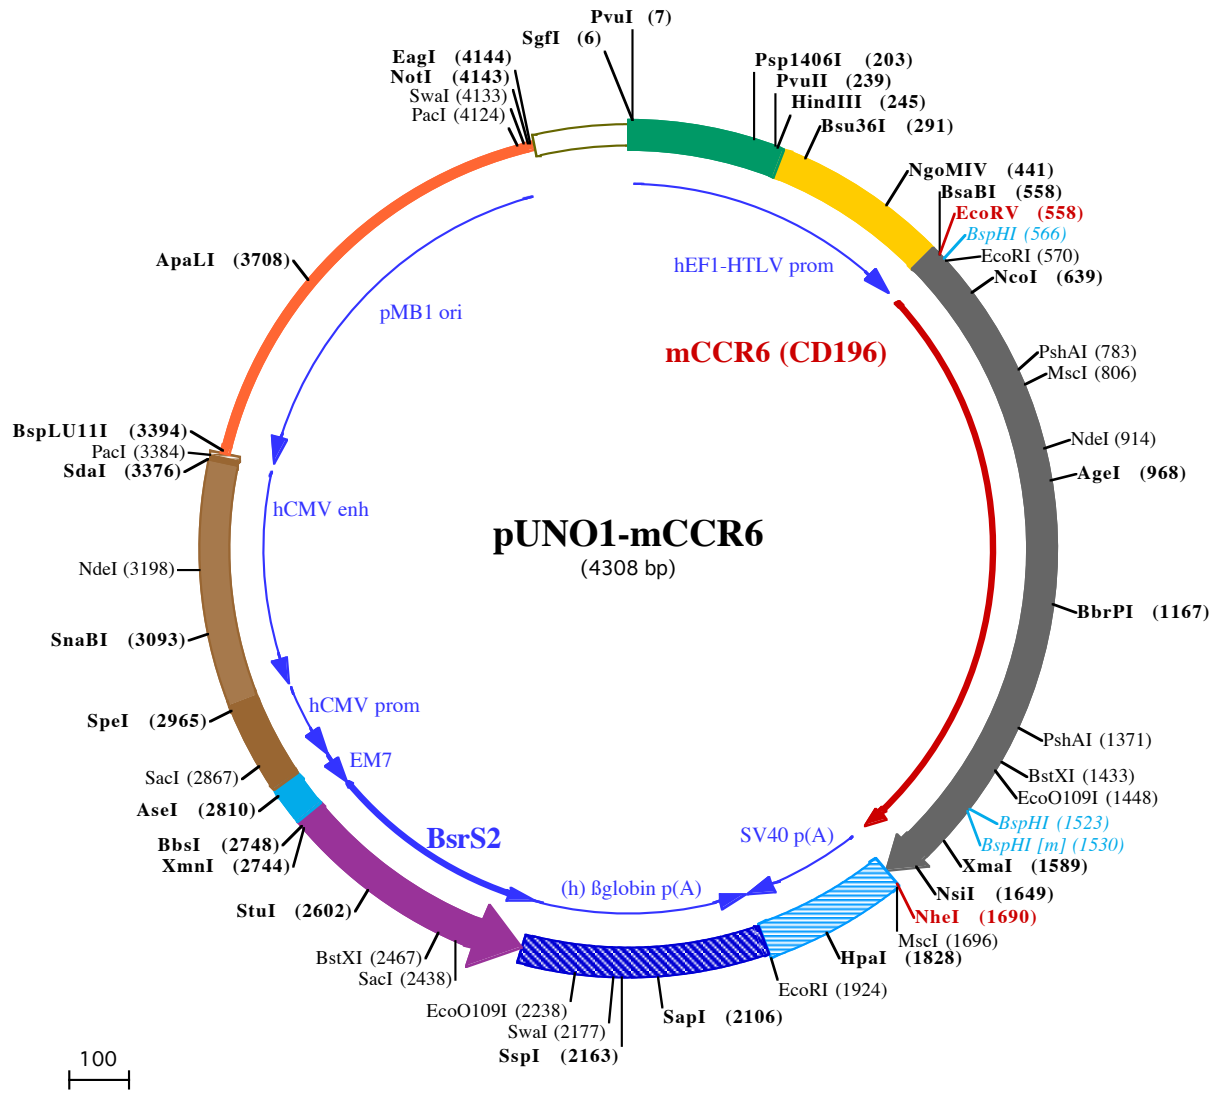 PvuI (7)
SgfI (6)
EagI (4144)
NotI (4143)
SwaI (4133)
PacI (4124)
Psp1406I (203)
PvuII (239)
HindIII (245)
Bsu36I (291)
NgoMIV (441)
BsaBI (558)
EcoRV (558)
BspHI (566)
EcoRI (570)
NcoI (639)
PshAI (783)
MscI (806)
NdeI (914)
AgeI (968)
BbrPI (1167)
PshAI (1371)
BstXI (1433)
EcoO109I (1448)
BspHI (1523)
BspHI [m] (1530)
XmaI (1589)
NsiI (1649)
NheI (1690)
MscI (1696)
HpaI (1828)
EcoRI (1924)
SapI (2106)
SspI (2163)
SwaI (2177)
EcoO109I (2238)
SacI (2438)
BstXI (2467)
StuI (2602)
XmnI (2744)
BbsI (2748)
AseI (2810)
SacI (2867)
SpeI (2965)
SnaBI (3093)
NdeI (3198)
SdaI (3376)
PacI (3384)
BspLU11I (3394)
ApaLI (3708)
hEF1-HTLV prom
pMB1 ori
mCCR6 (CD196)
hCMV enh
pUNO1-mCCR6
(4308 bp)
hCMV prom
EM7
BsrS2
SV40 p(A)
(h) ßglobin p(A)
100